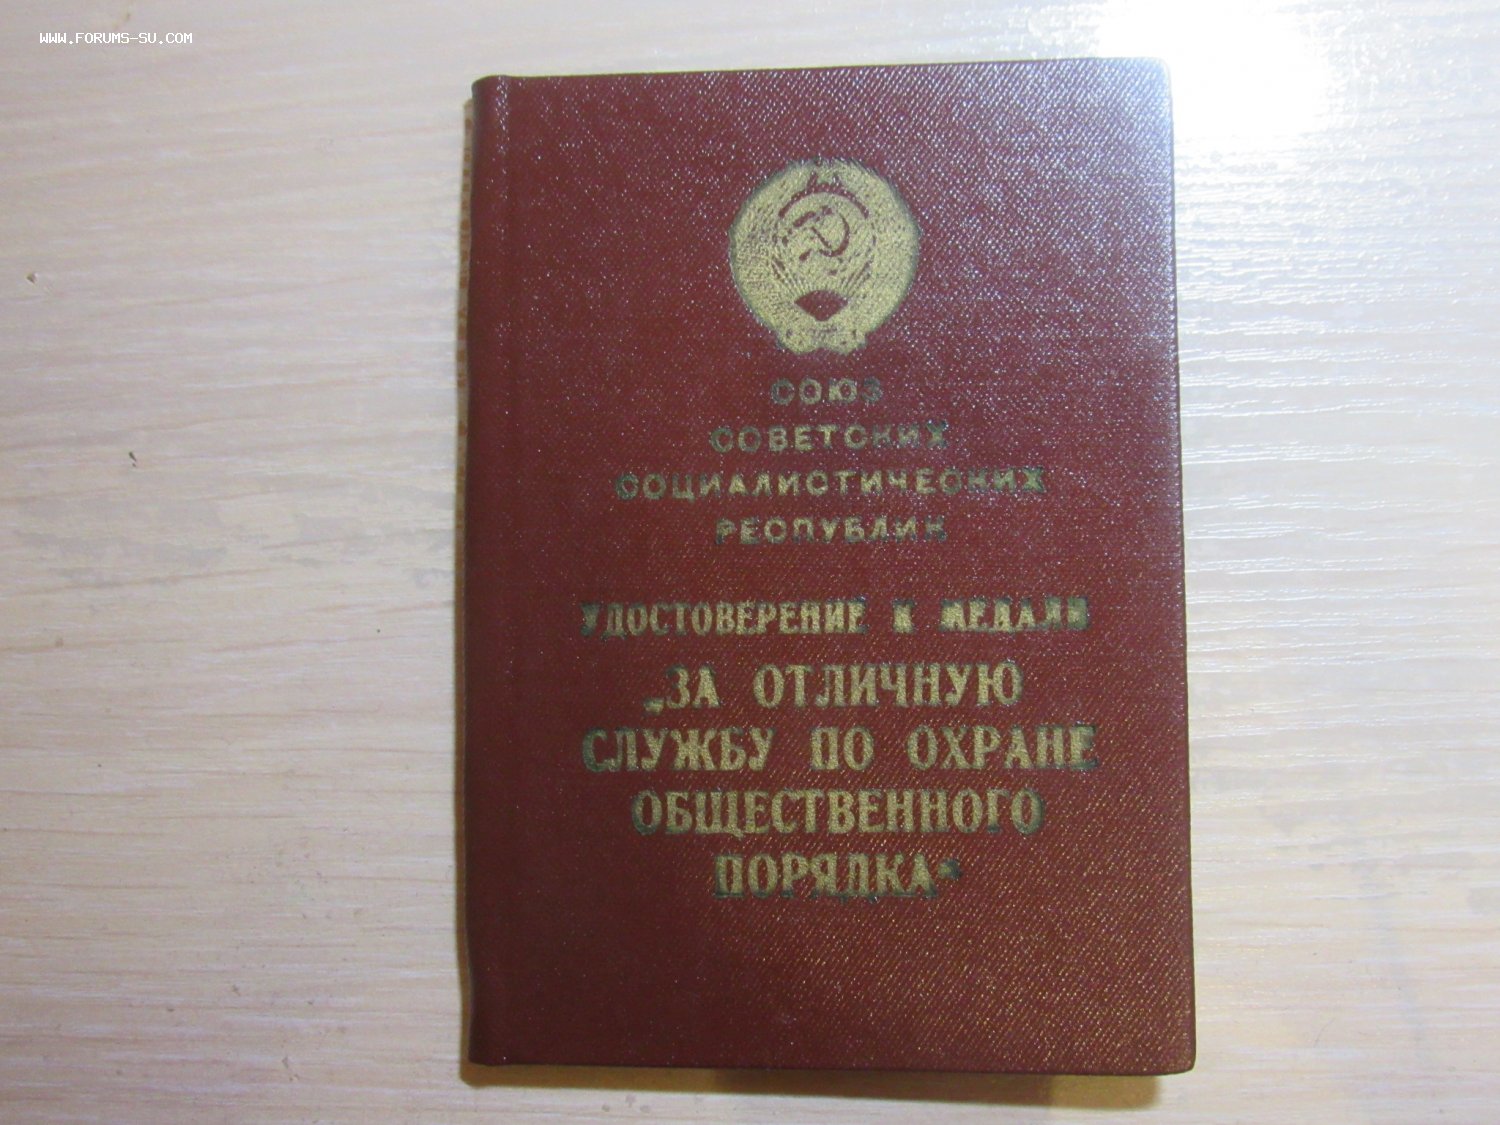 WWW.FORUMS-SU.COM
СОЮЗ
СОВЕТСКИХ
СОЦИАЛИСТИЧЕСКИХ
РЕСПУБЛИК
УДОСТОВЕРЕНИЕ К МЕДАЛИ
„ЗА ОТЛИЧНУЮ
СЛУЖБУ ПО ОХРАНЕ
ОБЩЕСТВЕННОГО
ПОРЯДКА“